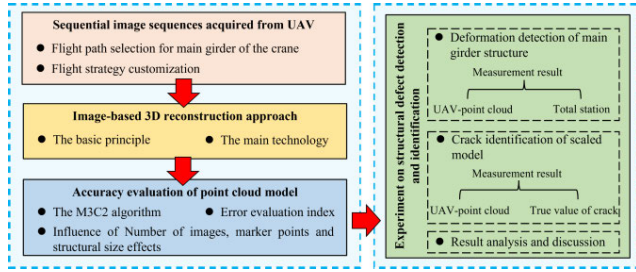 Sequential image sequences acquired from UAV
● Flight path selection for main girder of the crane
● Flight strategy customization
Image-based 3D reconstruction approach
● The basic principle ● The main technology
Accuracy evaluation of point cloud model
● The M3C2 algorithm ● Error evaluation index
● Influence of Number of images, marker points and
structural size effects
Experiment on structural defect detection
and identification
● Deformation detection of main
girder structure
Measurement result
UAV-point cloud Total station
● Crack identification of scaled
model
Measurement result
UAV-point cloud True value of crack
● Result analysis and discussion